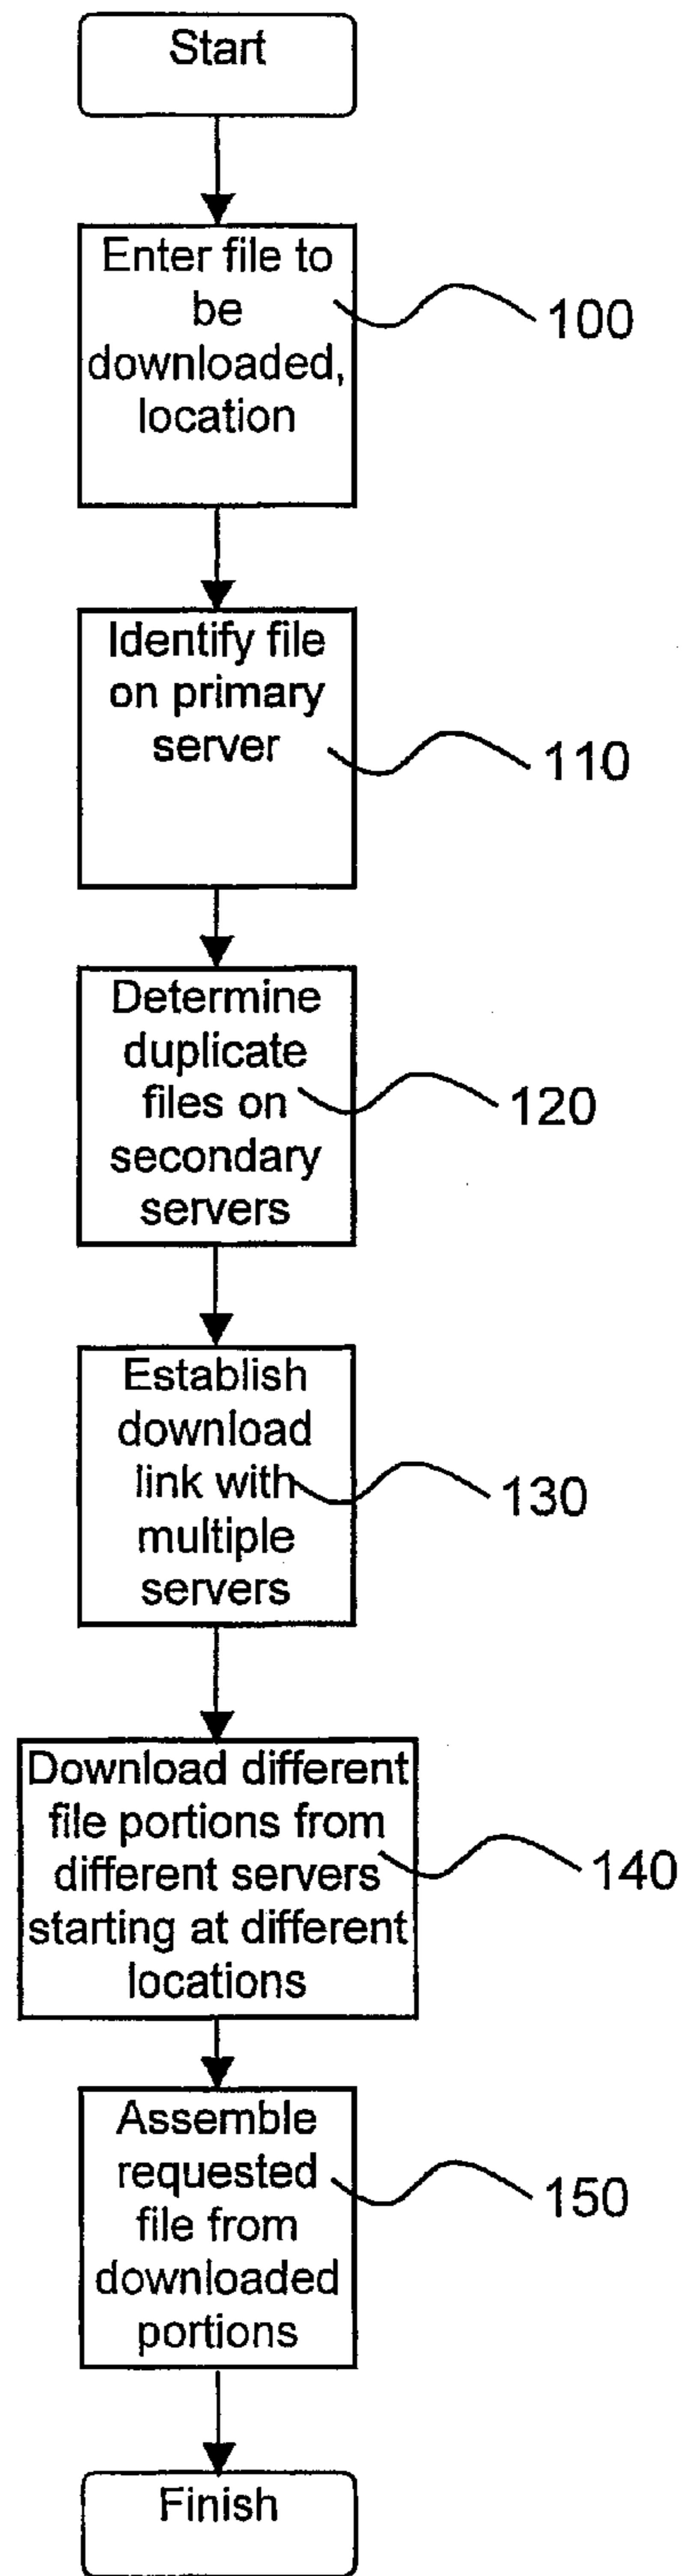 Start
Enter file to
be
downloaded,
location
100
Identify file
on primary
server
110
Determine
duplicate
files on
secondary
servers
120
Establish
download
link with
multiple
servers
130
Download different
file portions from
different servers
starting at different
locations
140
Assemble
requested
file from
downloaded
portions
150
Finish